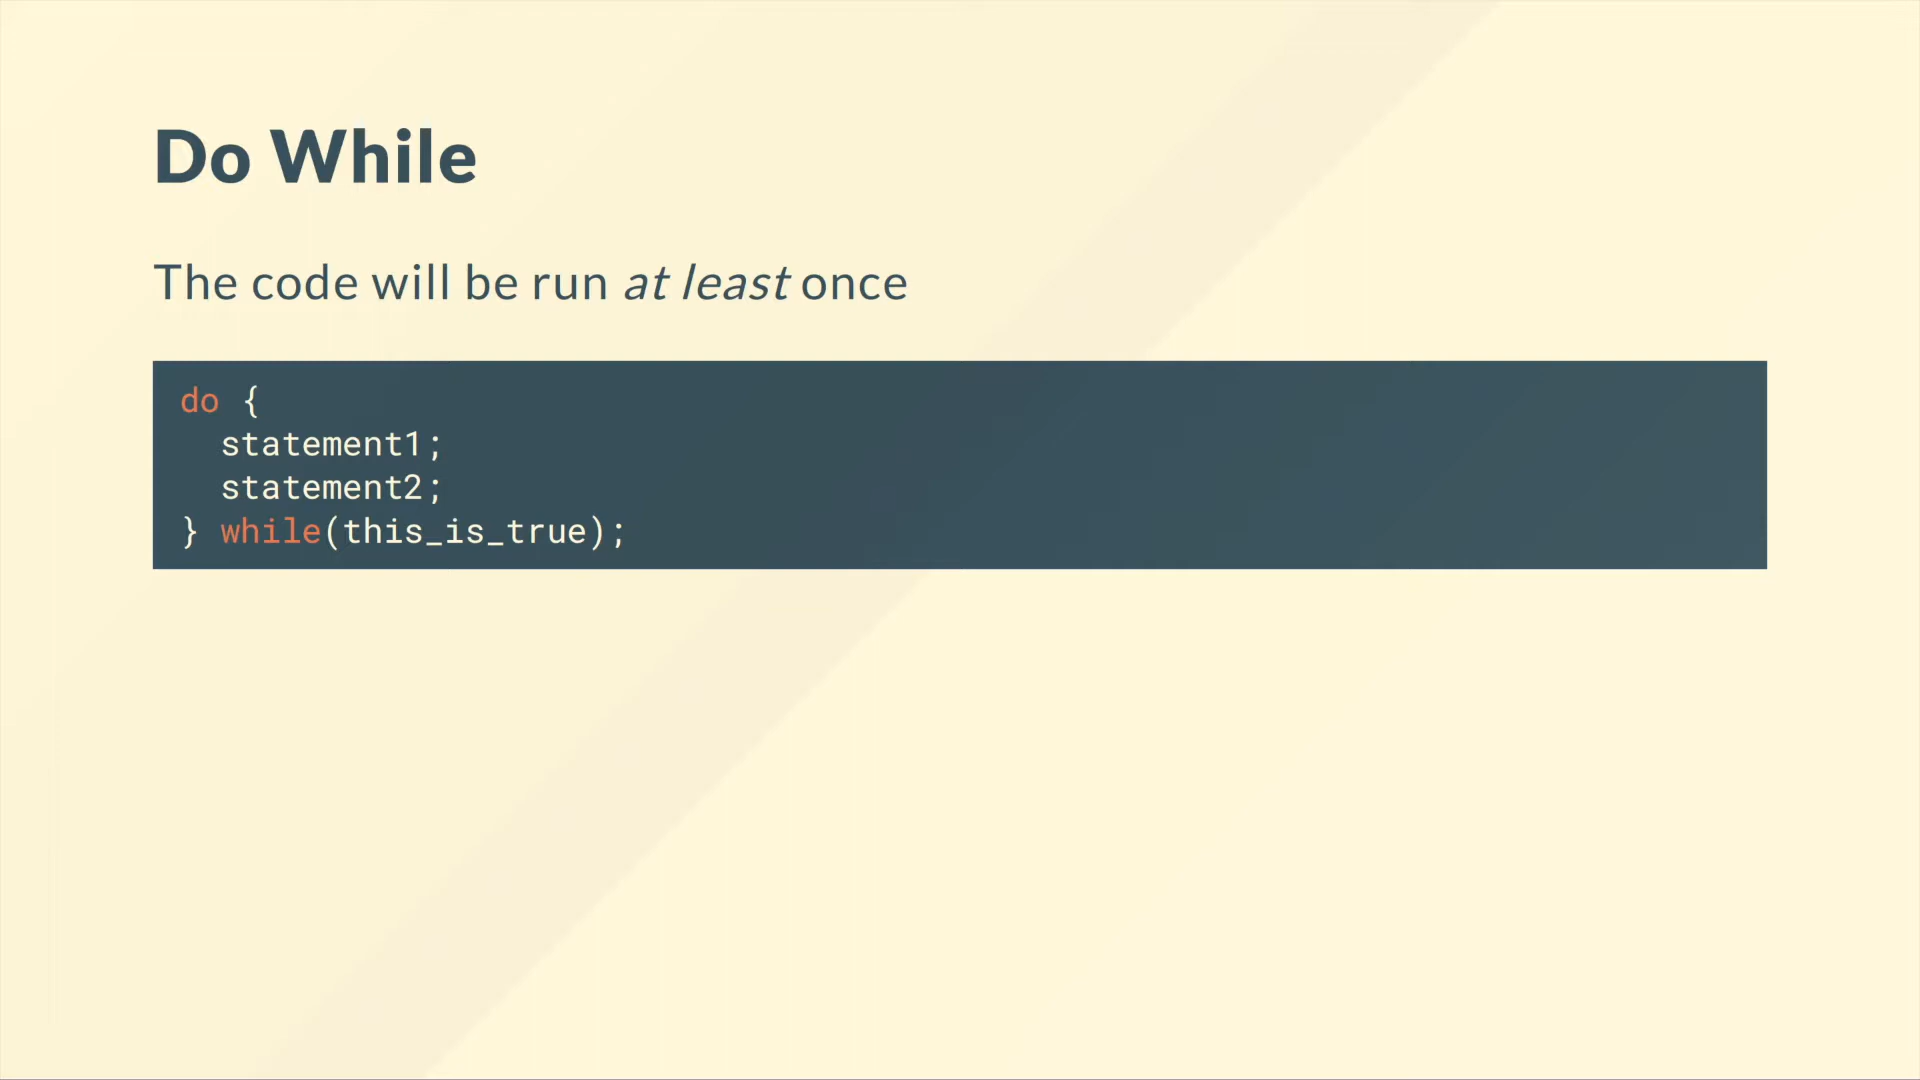 Do While
The code will be run at least once
do {
  statement1;
  statement2;
} while(this_is_true);